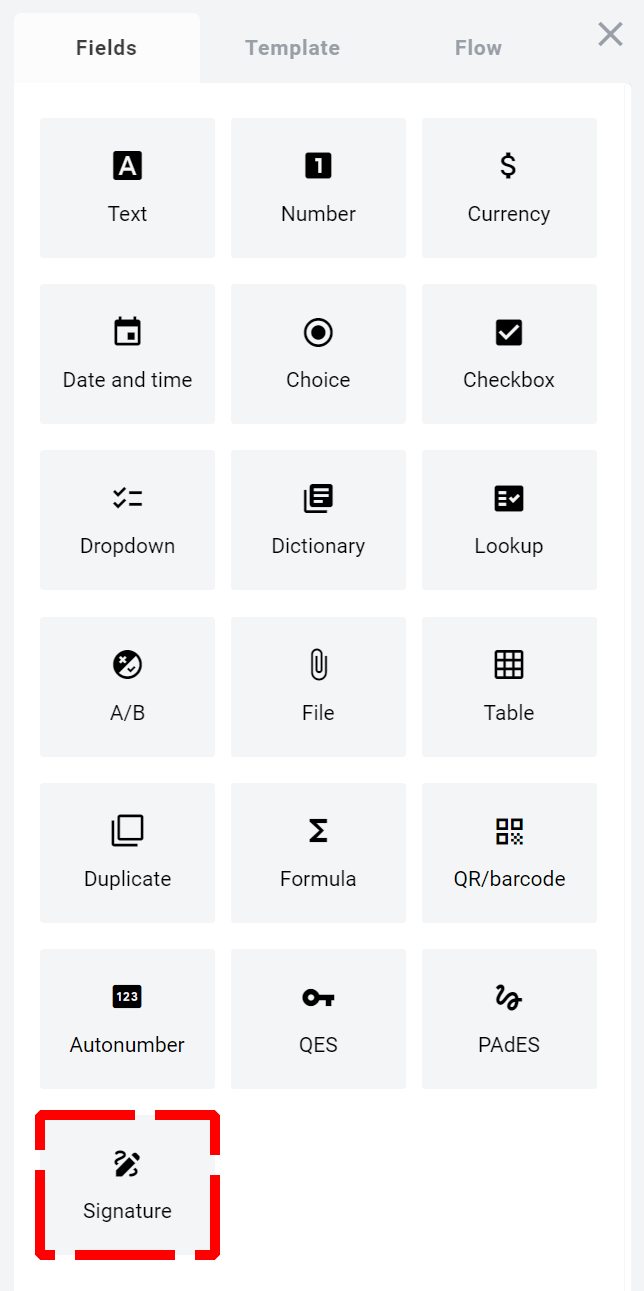 Fields Template Flow
Text Number Currency
Date and time Choice Checkbox
Dropdown Dictionary Lookup
A/B File Table
Duplicate Formula QR/barcode
123
Autonumber QES PAdES
Signature